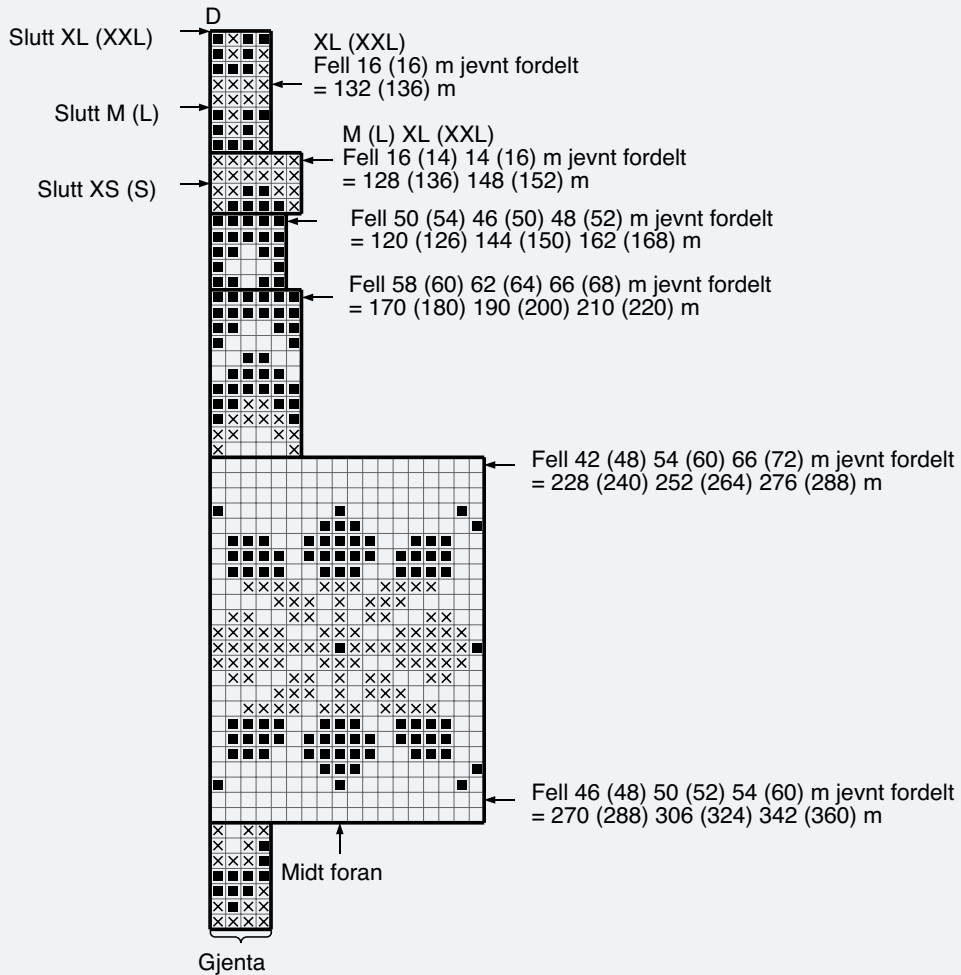 D
Slutt XL (XXL)
XL (XXL)
Fell 16 (16) m jevnt fordelt
= 132 (136) m
Slutt M (L)
M (L) XL (XXL)
Fell 16 (14) 14 (16) m jevnt fordelt
= 128 (136) 148 (152) m
Slutt XS (S)
Fell 50 (54) 46 (50) 48 (52) m jevnt fordelt
= 120 (126) 144 (150) 162 (168) m
Fell 58 (60) 62 (64) 66 (68) m jevnt fordelt
= 170 (180) 190 (200) 210 (220) m
Fell 42 (48) 54 (60) 66 (72) m jevnt fordelt
= 228 (240) 252 (264) 276 (288) m
Fell 46 (48) 50 (52) 54 (60) m jevnt fordelt
= 270 (288) 306 (324) 342 (360) m
Midt foran
Gjenta